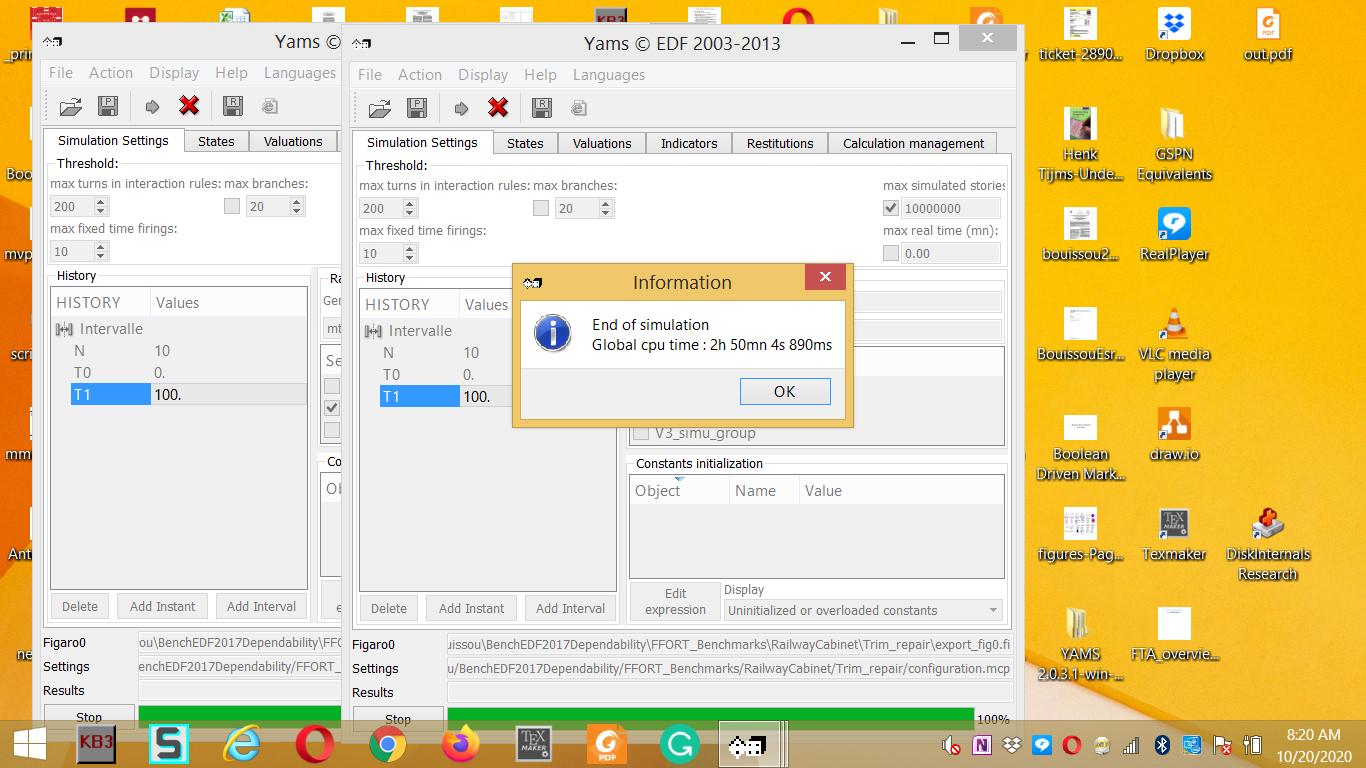 _prin
ticket-2890...
Dropbox
out.pdf
Yams ©
File Action Display Help Languages
Simulation Settings States Valuations
Threshold:
max turns in interaction rules: max branches:
200 20
max fixed time firings:
10
History
HISTORY Values
Intervalle
N 10
T0 0.
T1 100.
Delete Add Instant Add Interval
Figaro0 ou\BenchEDF2017Dependability\FFO
Settings enchEDF2017Dependability/FFORT_
Results
Stop
Yams © EDF 2003-2013
File Action Display Help Languages
Simulation Settings States Valuations Indicators Restitutions Calculation management
Threshold:
max turns in interaction rules: max branches: max simulated stories
200 20 10000000
max fixed time firings: max real time (mn):
10 0.00
History
HISTORY Values
Intervalle
N 10
T0 0.
T1 100.
V3_simu_group
Constants initialization
Object Name Value
Delete Add Instant Add Interval
Edit expression
Display
Uninitialized or overloaded constants
Figaro0 uissou\BenchEDF2017Dependability\FFORT_Benchmarks\RailwayCabinet\Trim_repair\export_fig0.fi
Settings u/BenchEDF2017Dependability/FFORT_Benchmarks/RailwayCabinet/Trim_repair/configuration.mcp
Results
Stop 100%
Information
End of simulation
Global cpu time : 2h 50mn 4s 890ms
OK
Boo
mvp
scri
mm
Ant
ne
Henk
Tijms-Unde...
GSPN
Equivalents
bouissou2...
RealPlayer
BouissouEsr...
VLC media
player
Boolean
Driven Mark...
draw.io
figures-Pag...
Texmaker
DiskInternals
Research
YAMS
2.0.3.1-win-...
FTA_overvie...
KB3
TEX
MAKER
PDF
8:20 AM
10/20/2020